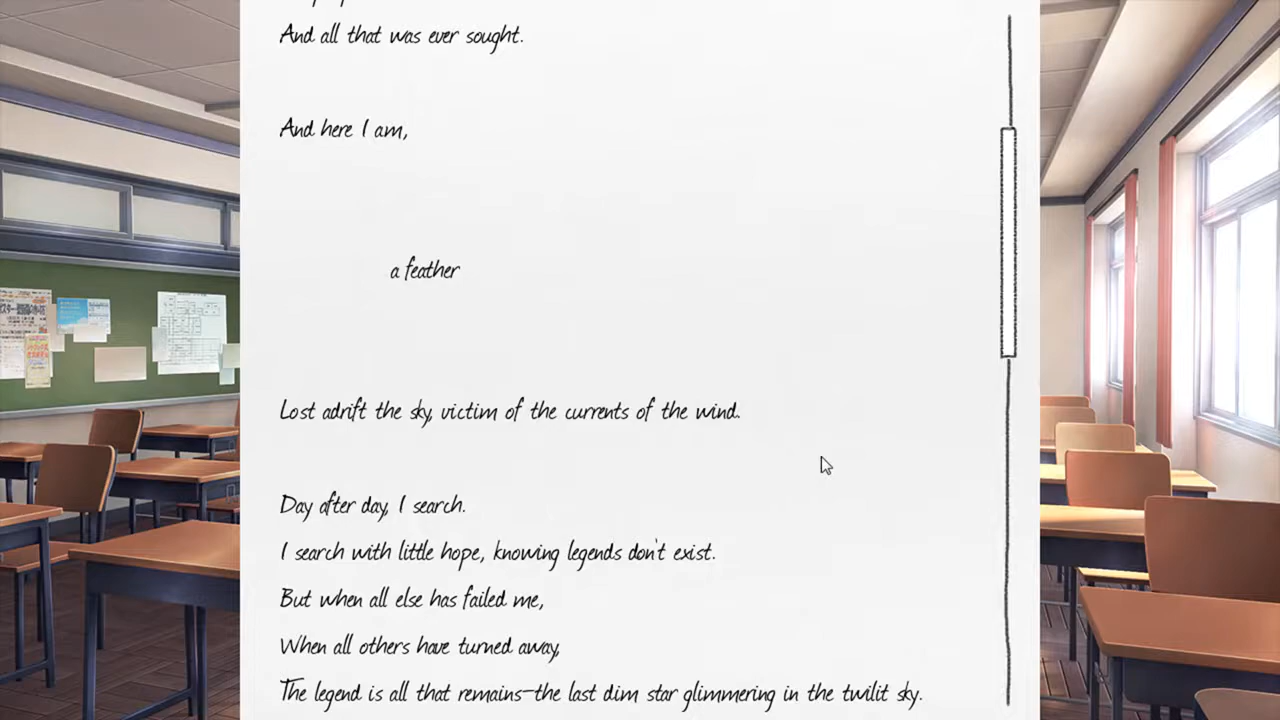 And all that was ever sought.
And here I am,
a feather
Lost adrift the sky, victim of the currents of the wind.
Day after day, I search.
I search with little hope, knowing legends don't exist.
But when all else has failed me,
When all others have turned away,
The legend is all that remains—the last dim star glimmering in the twilit sky.